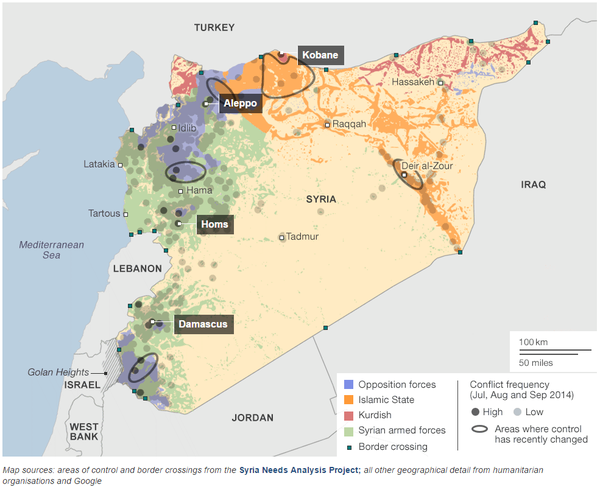 TURKEY
Kobane
Hassakeh
Aleppo
Idlib
Raqqah
Latakia
Deir al-Zour
Hama
SYRIA
IRAQ
Tartous
Homs
Mediterranean
Sea
Tadmur
LEBANON
Damascus
100 km
50 miles
Golan Heights
ISRAEL
WEST
BANK
JORDAN
Opposition forces
Islamic State
Kurdish
Syrian armed forces
Border crossing
Conflict frequency
(Jul, Aug and Sep 2014)
High
Low
Areas where control
has recently changed
Map sources: areas of control and border crossings from the Syria Needs Analysis Project; all other geographical detail from humanitarian
organisations and Google